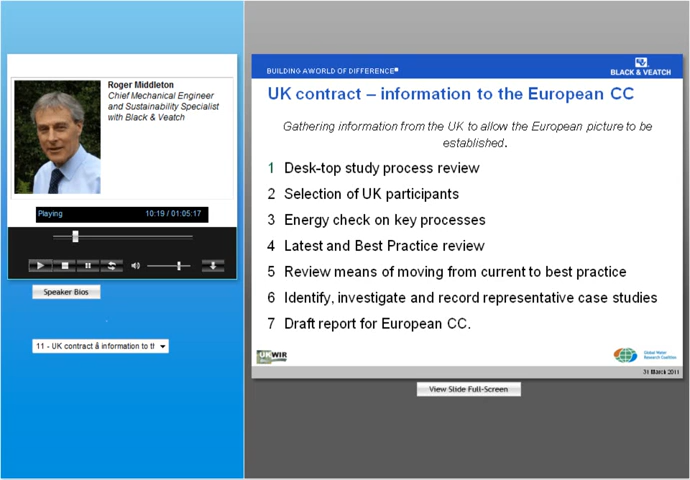 Roger Middleton
Chief Mechanical Engineer
and Sustainability Specialist
with Black & Veatch
Playing 10:19 / 01:05:17
Speaker Bios
11 - UK contract â information to th
BUILDING A WORLD OF DIFFERENCE
BLACK & VEATCH
UK contract – information to the European CC
Gathering information from the UK to allow the European picture to be
established.
1 Desk-top study process review
2 Selection of UK participants
3 Energy check on key processes
4 Latest and Best Practice review
5 Review means of moving from current to best practice
6 Identify, investigate and record representative case studies
7 Draft report for European CC.
UKWIR
Global Water
Research Coalition
31 March 2011
View Slide Full-Screen